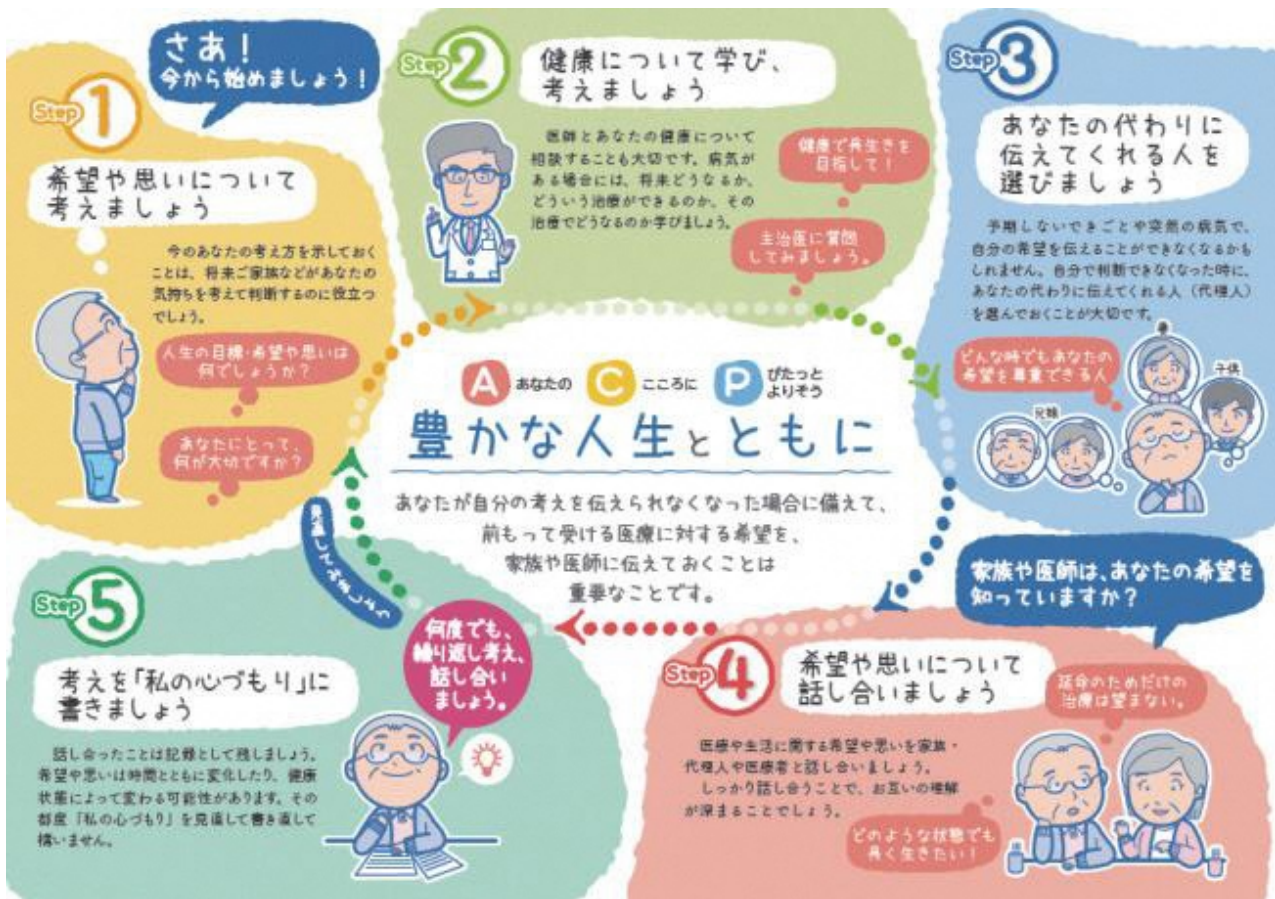 さあ!
今から始めましょう!
Step 1
希望や思いについて
考えましょう
今のあなたの考え方を示しておく
ことは、将来ご家族などがあなたの
気持ちを考えて判断するのに役立つ
でしょう。
人生の目標・希望や思いは
何でしょうか?
あなたにとって、
何が大切ですか?
Step 2
健康について学び、
考えましょう
医師とあなたの健康について
相談することも大切です。病気が
ある場合には、将来どうなるか、
どういう治療ができるのか、その
治療でどうなるのか学びましょう。
健康で長生きを
目指して!
主治医に質問
してみましょう。
Step 3
あなたの代わりに
伝えてくれる人を
選びましょう
予期しないできごとや突然の病気で、
自分の希望を伝えることができなくなるかも
しれません。自分で判断できなくなった時に、
あなたの代わりに伝えてくれる人(代理人)
を選んでおくことが大切です。
どんな時でもあなたの
希望を尊重できる人
妻
子供
兄妹
A あなたの C こころに P ぴたっと
よりそう
豊かな人生とともに
あなたが自分の考えを伝えられなくなった場合に備えて、
前もって受ける医療に対する希望を、
家族や医師に伝えておくことは
重要なことです。
家族や医師は、あなたの希望を
知っていますか?
Step 4
希望や思いについて
話し合いましょう
医療や生活に関する希望や思いを家族・
代理人や医療者と話し合いましょう。
しっかり話し合うことで、お互いの理解
が深まることでしょう。
延命のためだけの
治療は望まない。
どのような状態でも
長く生きたい!
Step 5
考えを「私の心づもり」に
書きましょう
話し合ったことは記録として残しましょう。
希望や思いは時間とともに変化したり、健康
状態によって変わる可能性があります。その
都度「私の心づもり」を見直して書き直して
構いません。
何度でも、
繰り返し考え、
話し合い
ましょう。
見直してみましょう